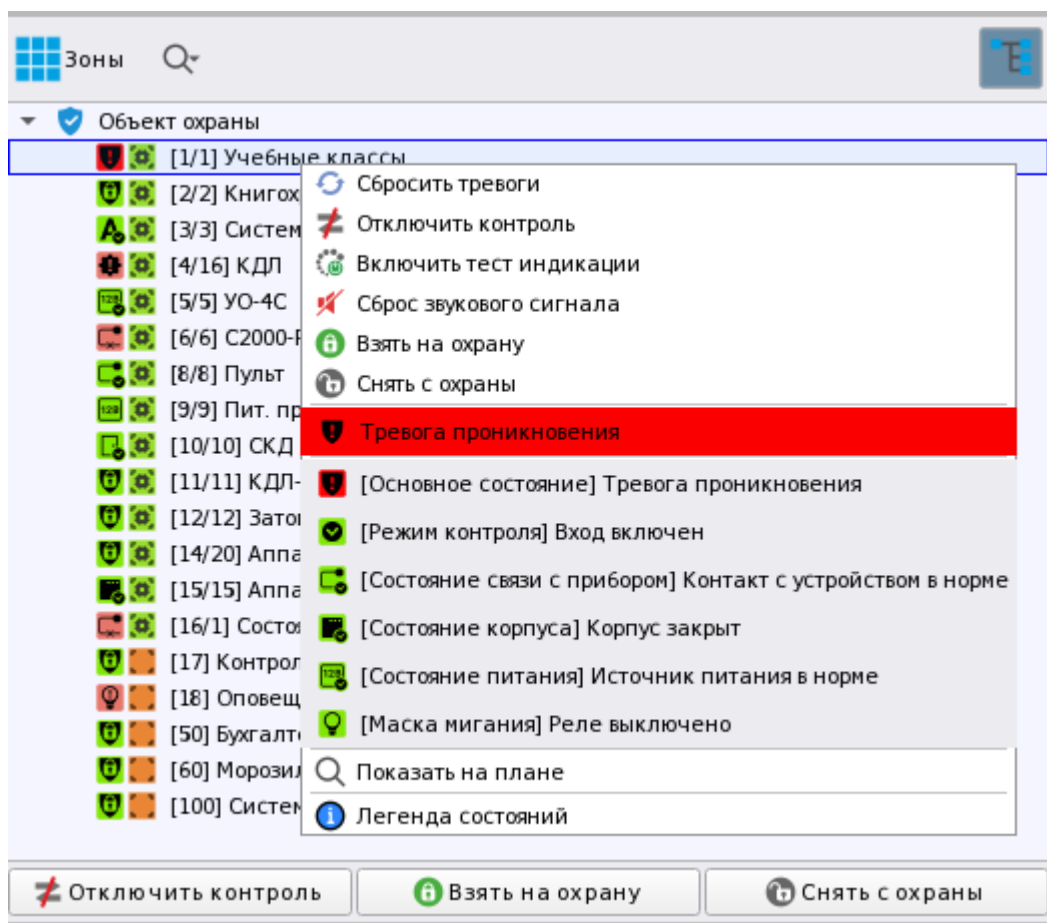 Зоны
Объект охраны
[1/1] Учебные классы
Сбросить тревоги
[2/2] Книгох
Отключить контроль
[3/3] Систем
Включить тест индикации
[4/16] КДЛ
Сброс звукового сигнала
[5/5] УО-4С
Взять на охрану
[6/6] С2000-
Снять с охраны
[8/8] Пульт
[9/9] Пит. пр
Тревога проникновения
[10/10] СКД
[11/11] КДЛ-
[Основное состояние] Тревога проникновения
[12/12] Зато
[Режим контроля] Вход включен
[14/20] Аппа
[15/15] Аппа
[Состояние связи с прибором] Контакт с устройством в норме
[16/1] Состо
[Состояние корпуса] Корпус закрыт
[17] Контрол
[Состояние питания] Источник питания в норме
[18] Оповещ
[Маска мигания] Реле выключено
[50] Бухгалт
[60] Морозил
Показать на плане
[100] Систем
Легенда состояний
Отключить контроль
Взять на охрану
Снять с охраны